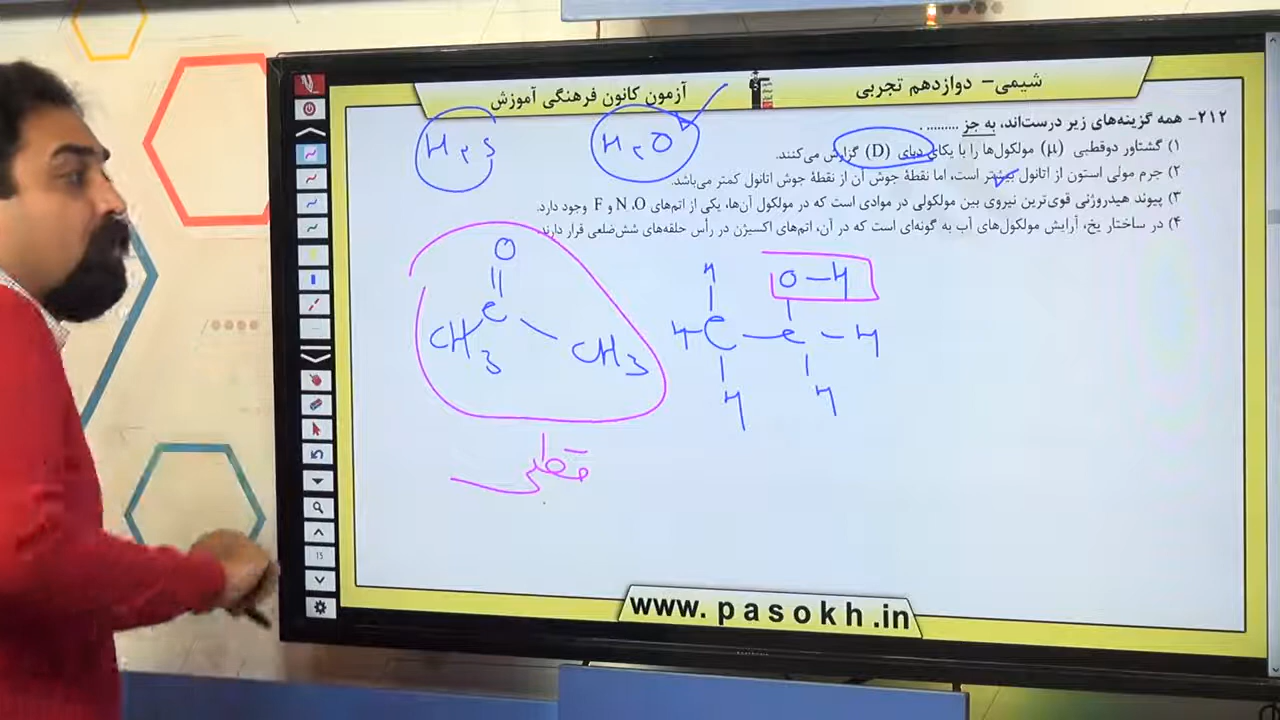 شیمی- دوازدهم تجربی
آزمون کانون فرهنگی آموزش
۲۱۲- همه گزینه‌های زیر درست‌اند، به جز ......... .
۱) گشتاور دوقطبی (μ) مولکول‌ها را با یکای دبای (D) گزارش می‌کنند.
۲) جرم مولی استون از اتانول بیشتر است، اما نقطهٔ جوش آن از نقطهٔ جوش اتانول کمتر می‌باشد.
۳) پیوند هیدروژنی قوی‌ترین نیروی بین مولکولی در موادی است که در مولکول آن‌ها، یکی از اتم‌های N ،O و F وجود دارد.
۴) در ساختار یخ، آرایش مولکول‌های آب به گونه‌ای است که در آن، اتم‌های اکسیژن در رأس حلقه‌های شش‌ضلعی قرار دارند.
H₂S
H₂O
O
||
C
CH3 CH3
قطبی
H O-H
H-C-C-H
H H
www.pasokh.in
15